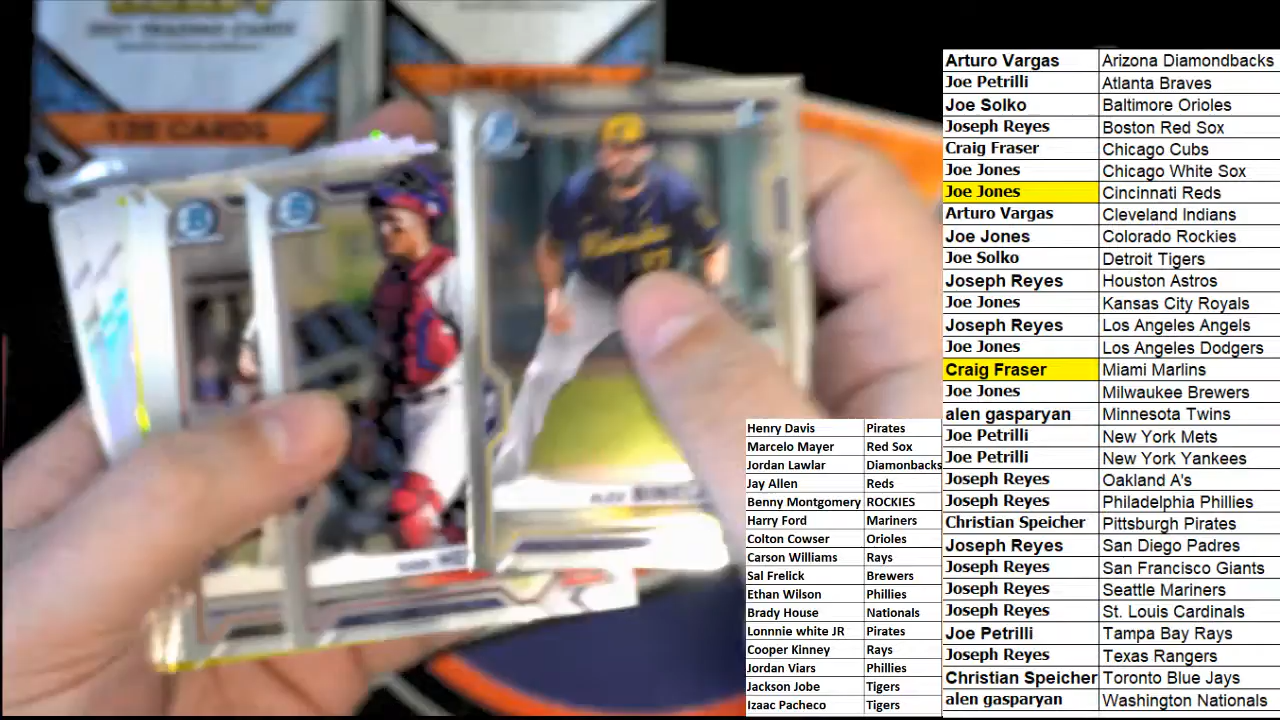 2021 TRADING CARDS
120 CARDS
Arturo Vargas Arizona Diamondbacks
Joe Petrilli Atlanta Braves
Joe Solko Baltimore Orioles
Joseph Reyes Boston Red Sox
Craig Fraser Chicago Cubs
Joe Jones Chicago White Sox
Joe Jones Cincinnati Reds
Arturo Vargas Cleveland Indians
Joe Jones Colorado Rockies
Joe Solko Detroit Tigers
Joseph Reyes Houston Astros
Joe Jones Kansas City Royals
Joseph Reyes Los Angeles Angels
Joe Jones Los Angeles Dodgers
Craig Fraser Miami Marlins
Joe Jones Milwaukee Brewers
alen gasparyan Minnesota Twins
Joe Petrilli New York Mets
Joe Petrilli New York Yankees
Joseph Reyes Oakland A's
Joseph Reyes Philadelphia Phillies
Christian Speicher Pittsburgh Pirates
Joseph Reyes San Diego Padres
Joseph Reyes San Francisco Giants
Joseph Reyes Seattle Mariners
Joseph Reyes St. Louis Cardinals
Joe Petrilli Tampa Bay Rays
Joseph Reyes Texas Rangers
Christian Speicher Toronto Blue Jays
alen gasparyan Washington Nationals
Henry Davis Pirates
Marcelo Mayer Red Sox
Jordan Lawlar Diamonbacks
Jay Allen Reds
Benny Montgomery ROCKIES
Harry Ford Mariners
Colton Cowser Orioles
Carson Williams Rays
Sal Frelick Brewers
Ethan Wilson Phillies
Brady House Nationals
Lonnnie white JR Pirates
Cooper Kinney Rays
Jordan Viars Phillies
Jackson Jobe Tigers
Izaac Pacheco Tigers